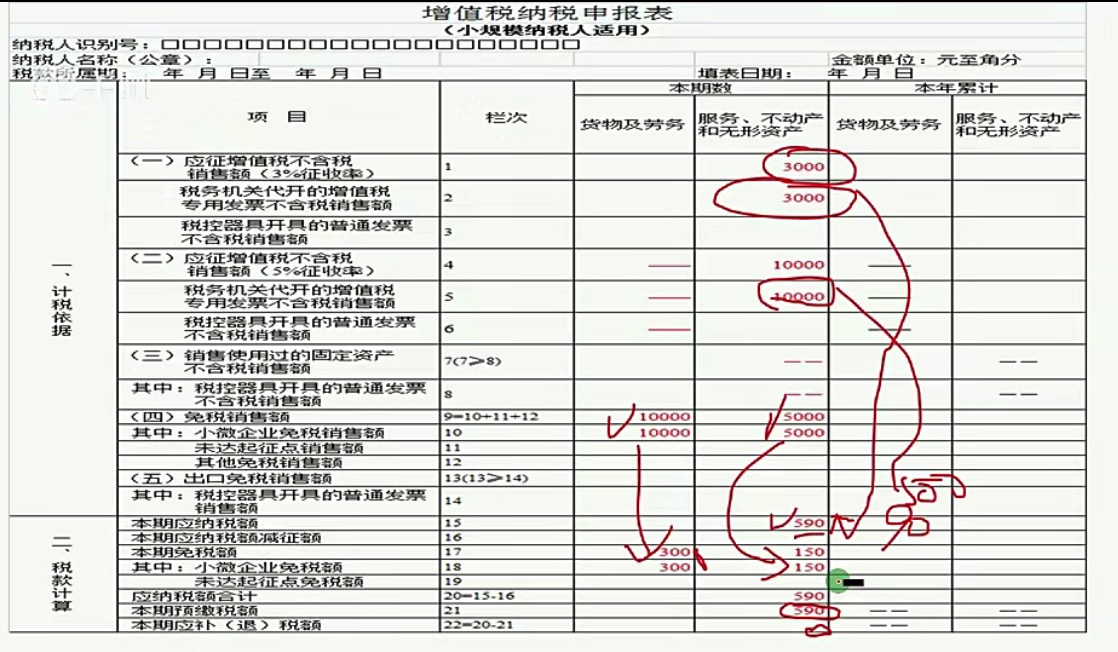 增值税纳税申报表
（小规模纳税人适用）
纳税人识别号：□□□□□□□□□□□□□□□□□□□□
纳税人名称（公章）：　金额单位：元至角分
税款所属期：　年　月　日至　年　月　日　填表日期：　年　月　日
项　目　栏次　本期数　本年累计
货物及劳务　服务、不动产和无形资产　货物及劳务　服务、不动产和无形资产
一、计税依据
（一）应征增值税不含税
销售额（3%征收率）　1　3000
税务机关代开的增值税
专用发票不含税销售额　2　3000
税控器具开具的普通发票
不含税销售额　3
（二）应征增值税不含税
销售额（5%征收率）　4　——　10000　——
税务机关代开的增值税
专用发票不含税销售额　5　——　10000　——
税控器具开具的普通发票
不含税销售额　6　——　——
（三）销售使用过的固定资产
不含税销售额　7(7≥8)　——　——
其中：税控器具开具的普通发票
不含税销售额　8　——　——
（四）免税销售额　9=10+11+12　10000　5000
其中：小微企业免税销售额　10　10000　5000
未达起征点销售额　11
其他免税销售额　12
（五）出口免税销售额　13(13≥14)
其中：税控器具开具的普通发票
销售额　14
500
90
二、税款计算
本期应纳税额　15　590
本期应纳税额减征额　16
本期免税额　17　300　150
其中：小微企业免税额　18　300　150
未达起征点免税额　19
应纳税额合计　20=15-16　590
本期预缴税额　21　590　——　——
本期应补（退）税额　22=20-21　0　——　——